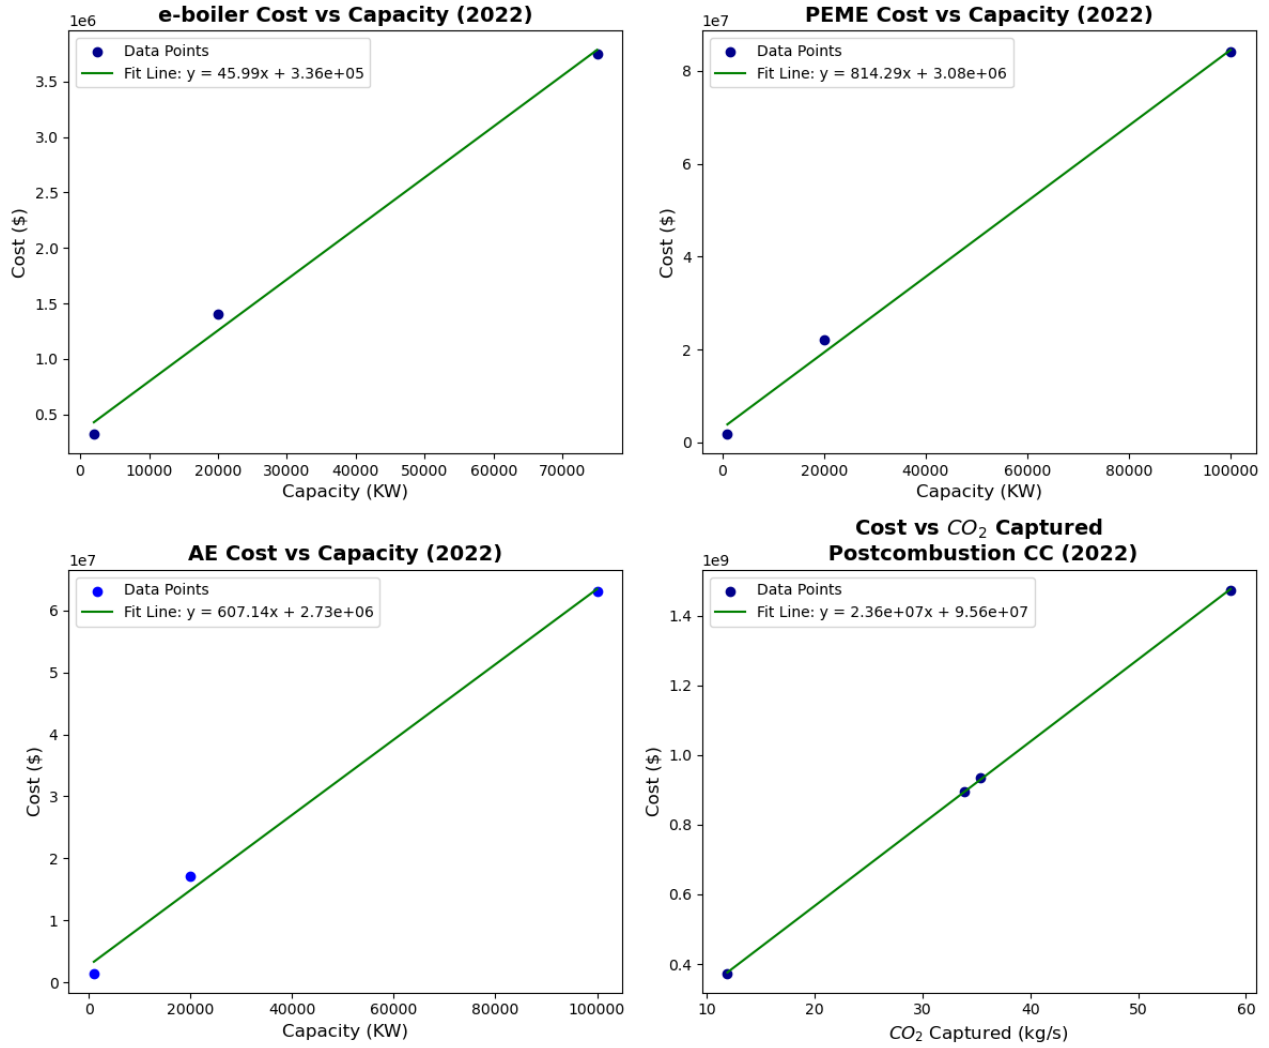 e-boiler Cost vs Capacity (2022)
1e6
Data Points
Fit Line: y = 45.99x + 3.36e+05
3.5
3.0
2.5
2.0
1.5
1.0
0.5
Cost ($)
0 10000 20000 30000 40000 50000 60000 70000
Capacity (KW)
PEME Cost vs Capacity (2022)
1e7
Data Points
Fit Line: y = 814.29x + 3.08e+06
8
6
4
2
0
Cost ($)
0 20000 40000 60000 80000 100000
Capacity (KW)
AE Cost vs Capacity (2022)
1e7
Data Points
Fit Line: y = 607.14x + 2.73e+06
6
5
4
3
2
1
0
Cost ($)
0 20000 40000 60000 80000 100000
Capacity (KW)
Cost vs CO₂ Captured
Postcombustion CC (2022)
1e9
Data Points
Fit Line: y = 2.36e+07x + 9.56e+07
1.4
1.2
1.0
0.8
0.6
0.4
Cost ($)
10 20 30 40 50 60
CO₂ Captured (kg/s)